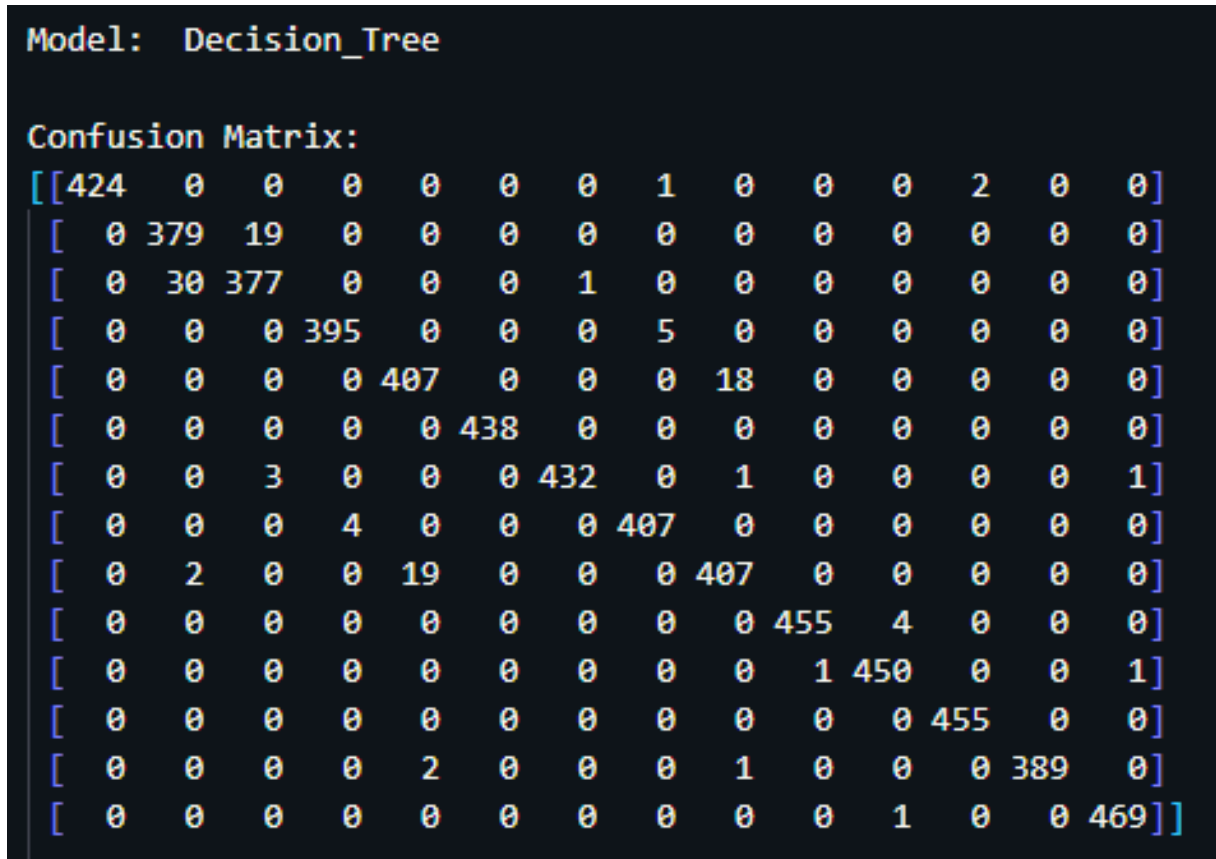 Model:  Decision_Tree
Confusion Matrix:
[[424   0   0   0   0   0   0   1   0   0   0   2   0   0]
 [  0 379  19   0   0   0   0   0   0   0   0   0   0   0]
 [  0  30 377   0   0   0   1   0   0   0   0   0   0   0]
 [  0   0   0 395   0   0   0   5   0   0   0   0   0   0]
 [  0   0   0   0 407   0   0   0  18   0   0   0   0   0]
 [  0   0   0   0   0 438   0   0   0   0   0   0   0   0]
 [  0   0   3   0   0   0 432   0   1   0   0   0   0   1]
 [  0   0   0   4   0   0   0 407   0   0   0   0   0   0]
 [  0   2   0   0  19   0   0   0 407   0   0   0   0   0]
 [  0   0   0   0   0   0   0   0   0 455   4   0   0   0]
 [  0   0   0   0   0   0   0   0   0   1 450   0   0   1]
 [  0   0   0   0   0   0   0   0   0   0   0 455   0   0]
 [  0   0   0   0   2   0   0   0   1   0   0   0 389   0]
 [  0   0   0   0   0   0   0   0   0   0   1   0   0 469]]